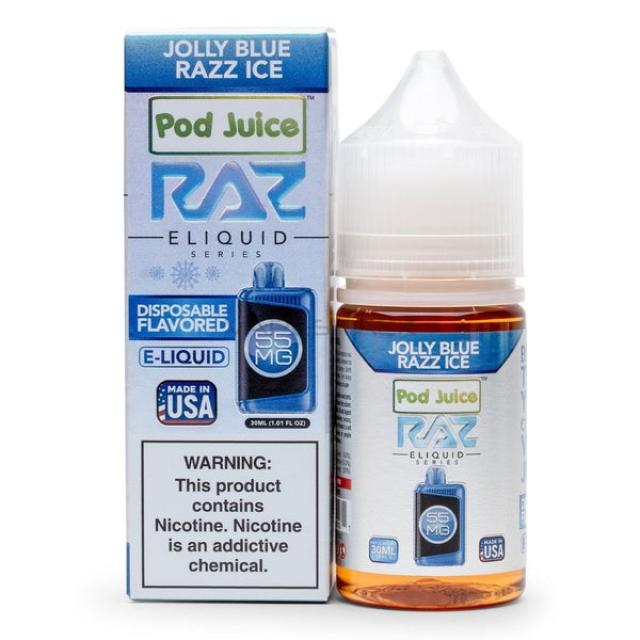 JOLLY BLUE
RAZZ ICE
Pod Juice™
RAZ
ELIQUID
SERIES
DISPOSABLE
FLAVORED
E-LIQUID
55
MG
MADE IN
USA
30ML (1.01 FL OZ)
WARNING:
This product
contains
Nicotine. Nicotine
is an addictive
chemical.
JOLLY BLUE
RAZZ ICE
Pod Juice™
RAZ
ELIQUID
SERIES
55
MG
30ML
MADE IN
USA